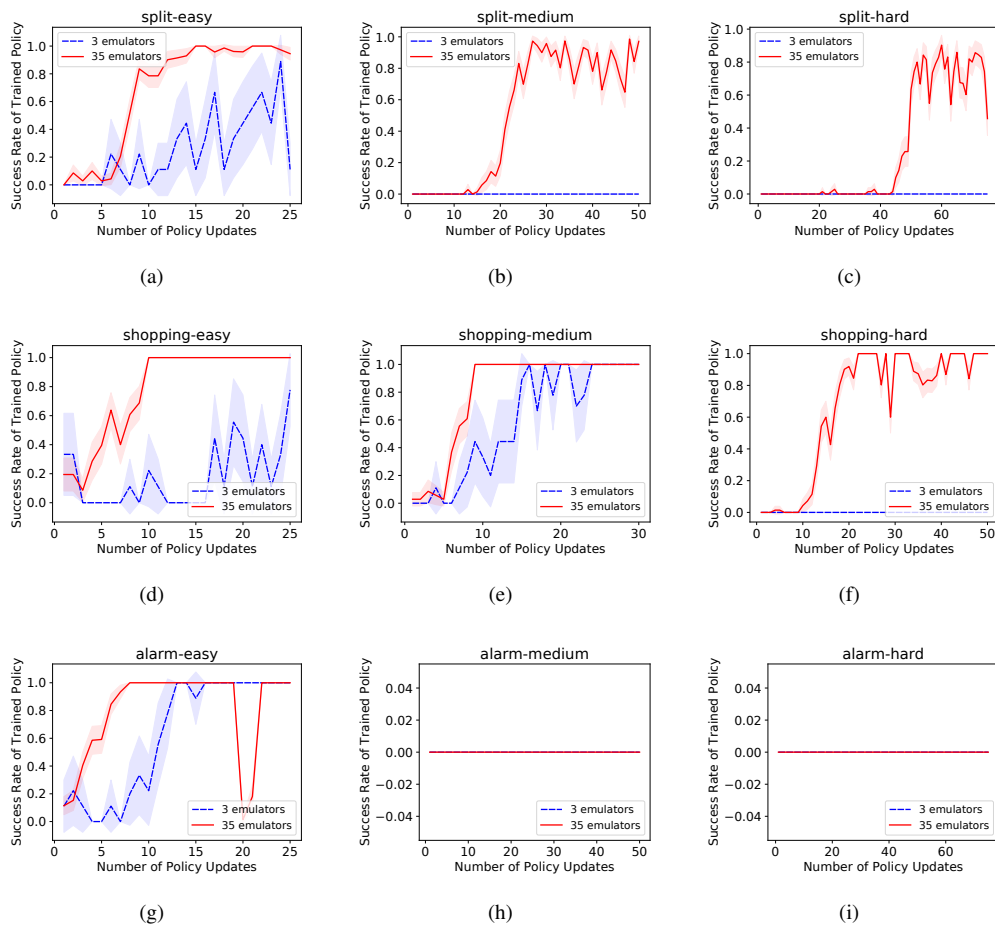 split-easy
Success Rate of Trained Policy
1.0
0.8
0.6
0.4
0.2
0.0
3 emulators
35 emulators
0 5 10 15 20 25
Number of Policy Updates
(a)
split-medium
Success Rate of Trained Policy
1.0
0.8
0.6
0.4
0.2
0.0
3 emulators
35 emulators
0 10 20 30 40 50
Number of Policy Updates
(b)
split-hard
Success Rate of Trained Policy
1.0
0.8
0.6
0.4
0.2
0.0
3 emulators
35 emulators
0 20 40 60
Number of Policy Updates
(c)
shopping-easy
Success Rate of Trained Policy
1.0
0.8
0.6
0.4
0.2
0.0
3 emulators
35 emulators
0 5 10 15 20 25
Number of Policy Updates
(d)
shopping-medium
Success Rate of Trained Policy
1.0
0.8
0.6
0.4
0.2
0.0
3 emulators
35 emulators
0 10 20 30
Number of Policy Updates
(e)
shopping-hard
Success Rate of Trained Policy
1.0
0.8
0.6
0.4
0.2
0.0
3 emulators
35 emulators
0 10 20 30 40 50
Number of Policy Updates
(f)
alarm-easy
Success Rate of Trained Policy
1.0
0.8
0.6
0.4
0.2
0.0
3 emulators
35 emulators
0 5 10 15 20 25
Number of Policy Updates
(g)
alarm-medium
Success Rate of Trained Policy
0.04
0.02
0.00
−0.02
−0.04
3 emulators
35 emulators
0 10 20 30 40 50
Number of Policy Updates
(h)
alarm-hard
Success Rate of Trained Policy
0.04
0.02
0.00
−0.02
−0.04
3 emulators
35 emulators
0 20 40 60
Number of Policy Updates
(i)